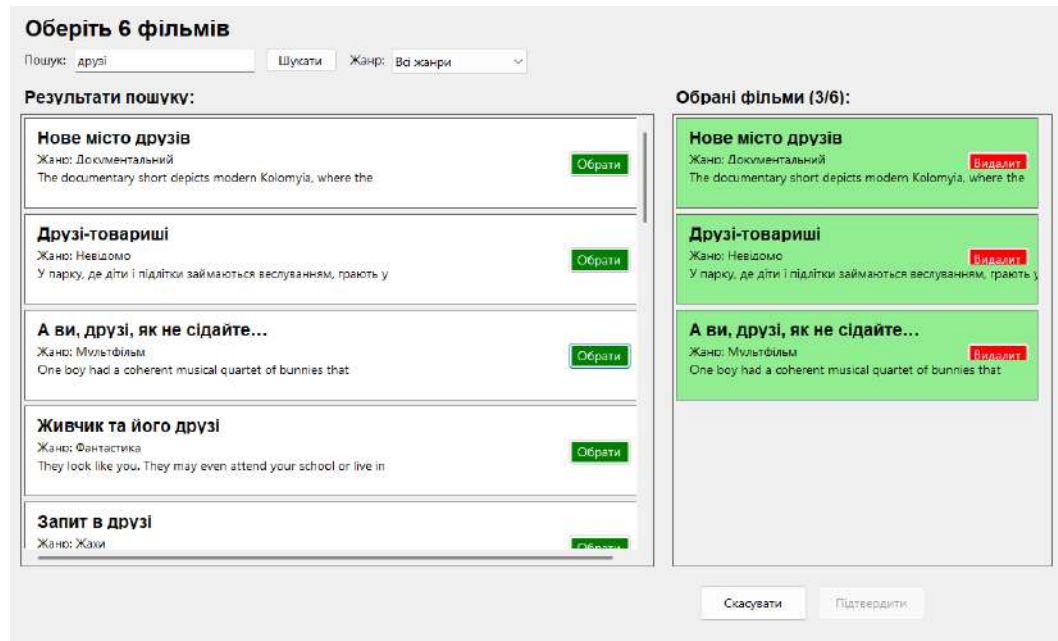 Оберіть 6 фільмів
Пошук: друзі Шукати Жанр: Всі жанри
Результати пошуку:
Нове місто друзів
Жанр: Документальний
The documentary short depicts modern Kolomyia, where the
Обрати
Друзі-товариші
Жанр: Невідомо
У парку, де діти і підлітки займаються веслуванням, грають у
Обрати
А ви, друзі, як не сідайте...
Жанр: Мультфільм
One boy had a coherent musical quartet of bunnies that
Обрати
Живчик та його друзі
Жанр: Фантастика
They look like you. They may even attend your school or live in
Обрати
Запит в друзі
Жанр: Жахи
Обрати
Обрані фільми (3/6):
Нове місто друзів
Жанр: Документальний
The documentary short depicts modern Kolomyia, where the
Видалит
Друзі-товариші
Жанр: Невідомо
У парку, де діти і підлітки займаються веслуванням, грають у
Видалит
А ви, друзі, як не сідайте...
Жанр: Мультфільм
One boy had a coherent musical quartet of bunnies that
Видалит
Скасувати Підтвердити